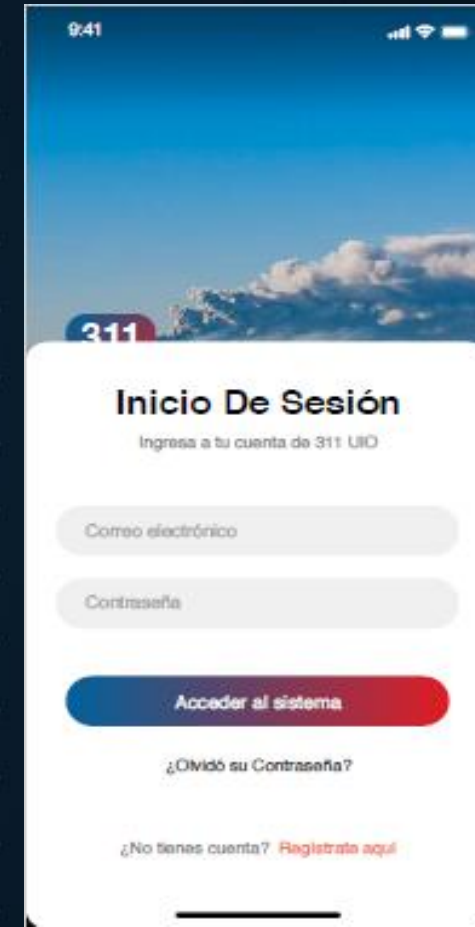 9:41
311
Inicio De Sesión
Ingresa a tu cuenta de 311 UIO
Correo electrónico
Contraseña
Acceder al sistema
¿Olvidó su Contraseña?
¿No tienes cuenta? Registrate aquí